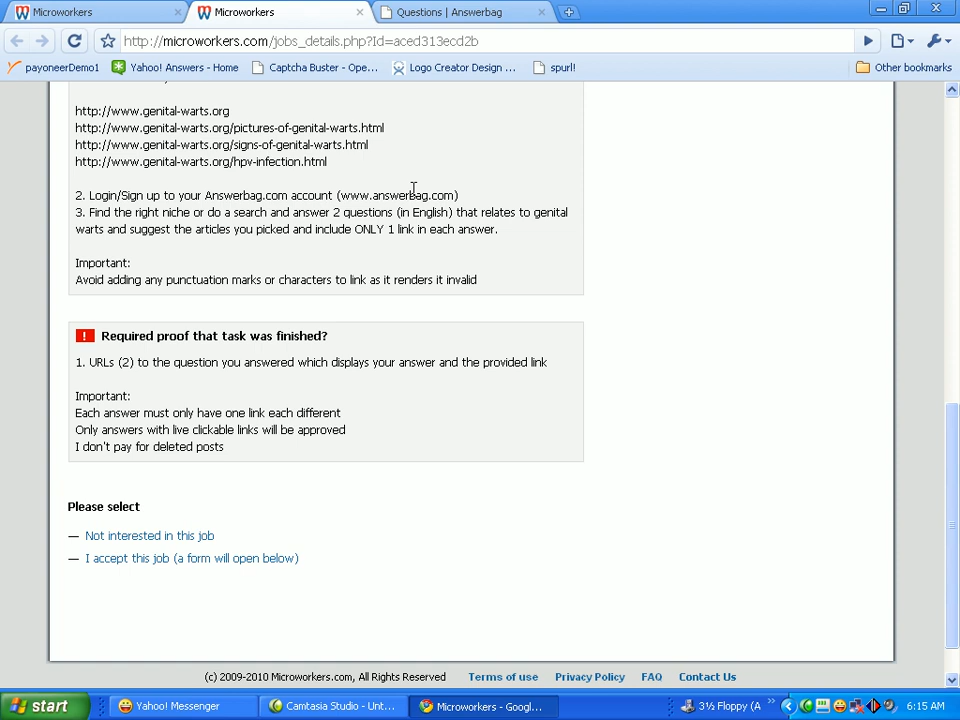 Microworkers
Microworkers
Questions | Answerbag
http://microworkers.com/jobs_details.php?Id=aced313ecd2b
payoneerDemo1
Yahoo! Answers - Home
Captcha Buster - Ope...
Logo Creator Design ...
spurl!
Other bookmarks
http://www.genital-warts.org
http://www.genital-warts.org/pictures-of-genital-warts.html
http://www.genital-warts.org/signs-of-genital-warts.html
http://www.genital-warts.org/hpv-infection.html
2. Login/Sign up to your Answerbag.com account (www.answerbag.com)
3. Find the right niche or do a search and answer 2 questions (in English) that relates to genital
warts and suggest the articles you picked and include ONLY 1 link in each answer.
Important:
Avoid adding any punctuation marks or characters to link as it renders it invalid
! Required proof that task was finished?
1. URLs (2) to the question you answered which displays your answer and the provided link
Important:
Each answer must only have one link each different
Only answers with live clickable links will be approved
I don't pay for deleted posts
Please select
— Not interested in this job
— I accept this job (a form will open below)
(c) 2009-2010 Microworkers.com, All Rights Reserved Terms of use Privacy Policy FAQ Contact Us
start
Yahoo! Messenger
Camtasia Studio - Unt...
Microworkers - Googl...
3½ Floppy (A
6:15 AM